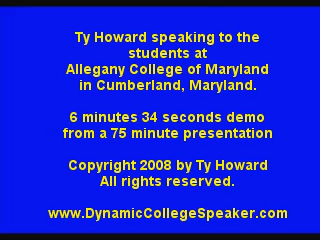 Ty Howard speaking to the
students at
Allegany College of Maryland
in Cumberland, Maryland.
6 minutes 34 seconds demo
from a 75 minute presentation
Copyright 2008 by Ty Howard
All rights reserved.
www.DynamicCollegeSpeaker.com